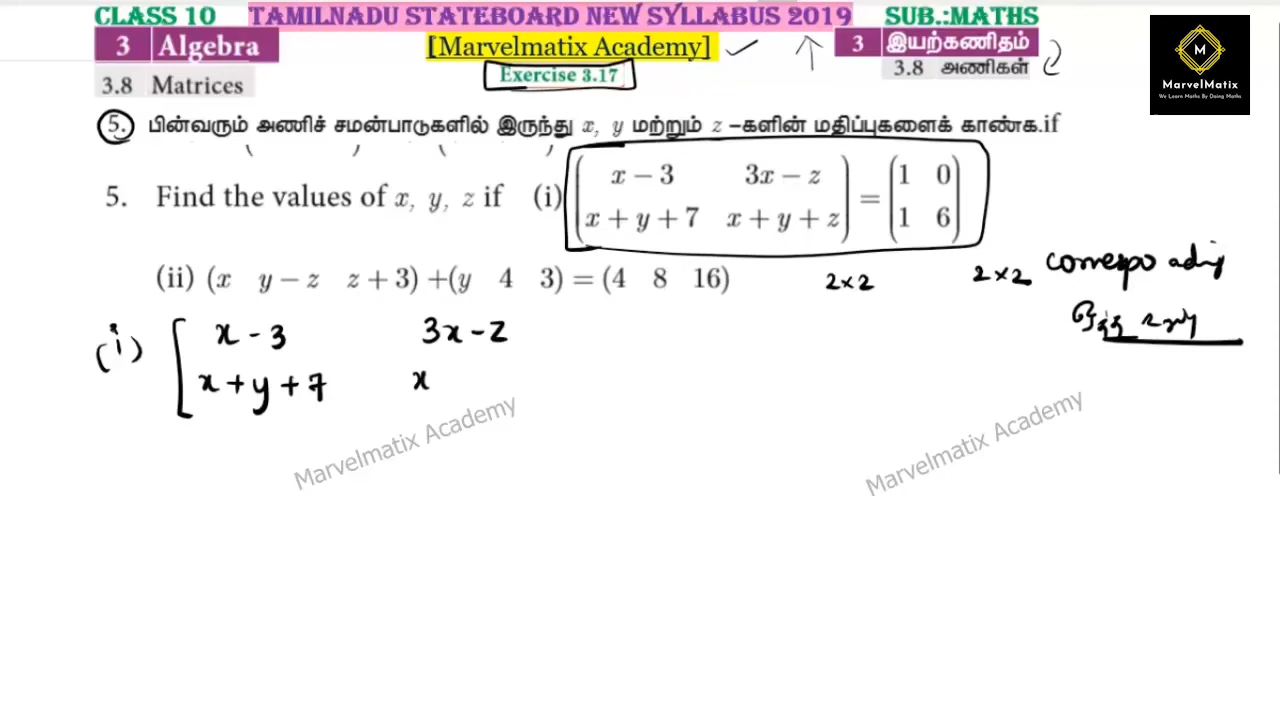 CLASS 10 TAMILNADU STATEBOARD NEW SYLLABUS 2019 SUB.:MATHS
3 Algebra [Marvelmatix Academy] 3 இயற்கணிதம்
Exercise 3.17
3.8 Matrices 3.8 அணிகள்
M
MarvelMatix
We Learn Maths By Doing Maths
5. பின்வரும் அணிச் சமன்பாடுகளில் இருந்து x, y மற்றும் z –களின் மதிப்புகளைக் காண்க.if
5. Find the values of x, y, z if (i) ( x − 3 3x − z
x + y + 7 x + y + z ) = ( 1 0
1 6 )
(ii) (x y − z z + 3) +(y 4 3) = (4 8 16)
2×2 2×2
(i) [ x - 3 3x - z
x + y + 7 x
Marvelmatix Academy
Marvelmatix Academy